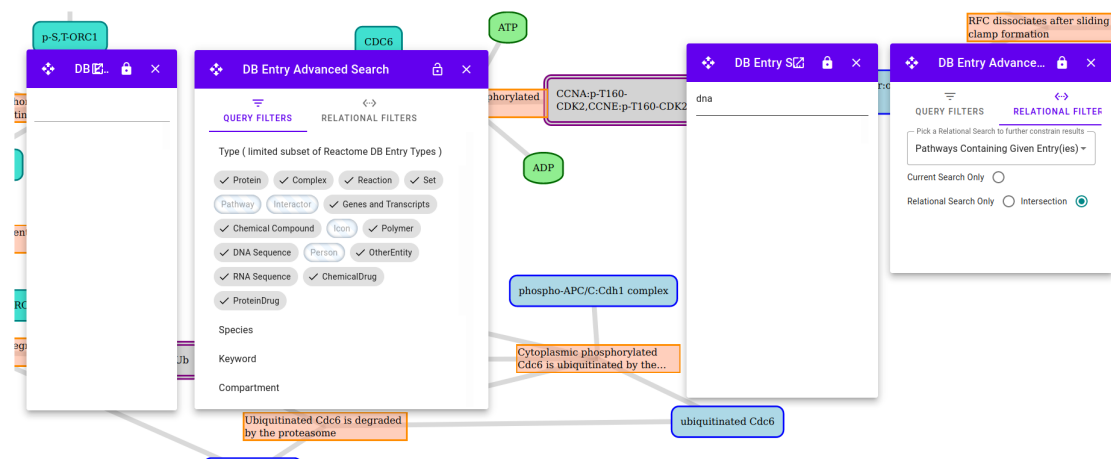 p-S,T-ORC1
CDC6
ATP
RFC dissociates after sliding
clamp formation
DB
DB Entry Advanced Search
DB Entry S
DB Entry Advance...
QUERY FILTERS
RELATIONAL FILTERS
Type ( limited subset of Reactome DB Entry Types )
Protein
Complex
Reaction
Set
Pathway
Interactor
Genes and Transcripts
Chemical Compound
Icon
Polymer
DNA Sequence
Person
OtherEntity
RNA Sequence
ChemicalDrug
ProteinDrug
Species
Keyword
Compartment
phorylated
CCNA:p-T160-
CDK2,CCNE:p-T160-CDK2
ADP
dna
QUERY FILTERS
RELATIONAL FILTER
Pick a Relational Search to further constrain results
Pathways Containing Given Entry(ies)
Current Search Only
Relational Search Only
Intersection
phospho-APC/C:Cdh1 complex
Cytoplasmic phosphorylated
Cdc6 is ubiquitinated by the...
Ub
Ubiquitinated Cdc6 is degraded
by the proteasome
ubiquitinated Cdc6